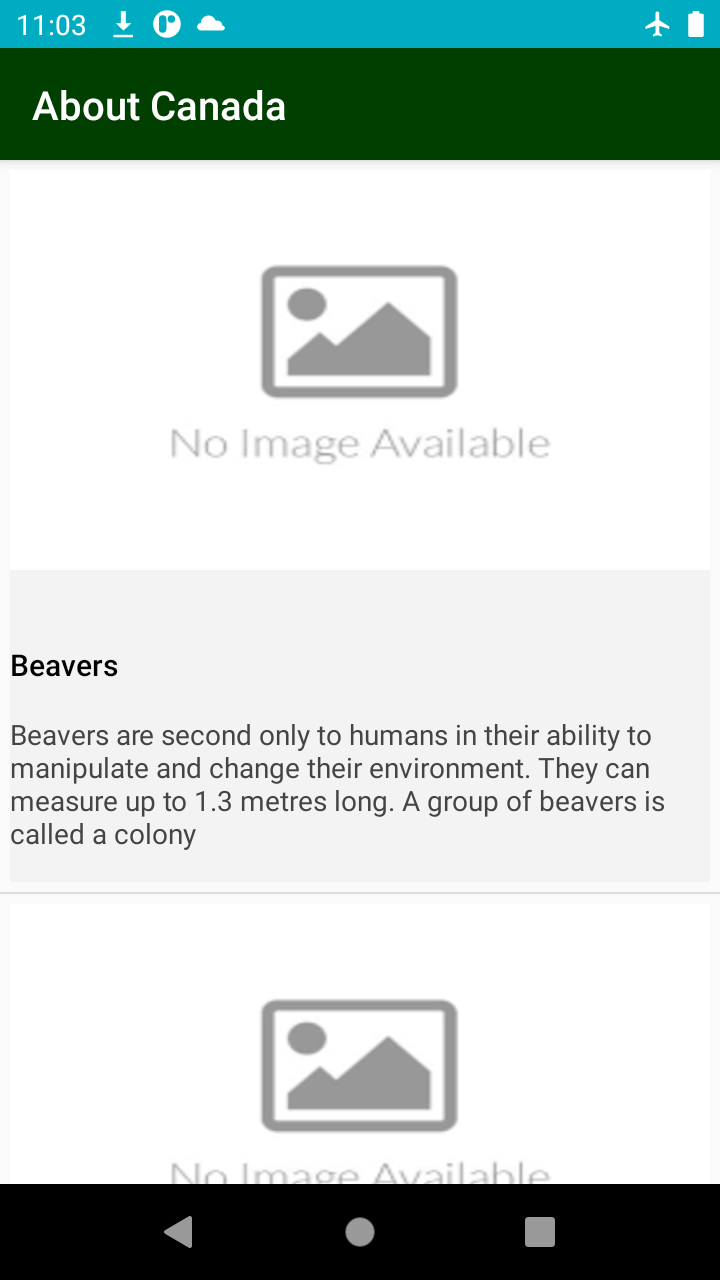 11:03
About Canada
No Image Available
Beavers
Beavers are second only to humans in their ability to
manipulate and change their environment. They can
measure up to 1.3 metres long. A group of beavers is
called a colony
No Image Available